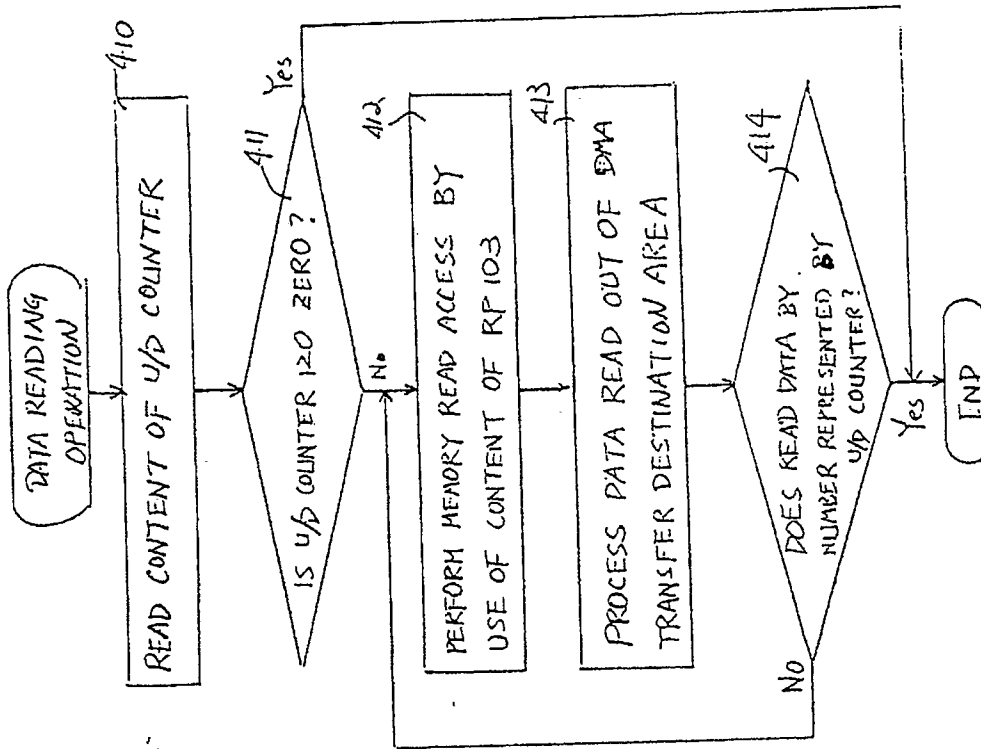 DATA READING
OPERATION
410
READ CONTENT OF U/D COUNTER
411
IS U/D COUNTER 120 ZERO?
Yes
No
412
PERFORM MEMORY READ ACCESS BY
USE OF CONTENT OF RP103
413
PROCESS DATA READ OUT OF DMA
TRANSFER DESTINATION AREA
414
DOES READ DATA BY
NUMBER REPRESENTED BY
U/D COUNTER?
No
Yes
END